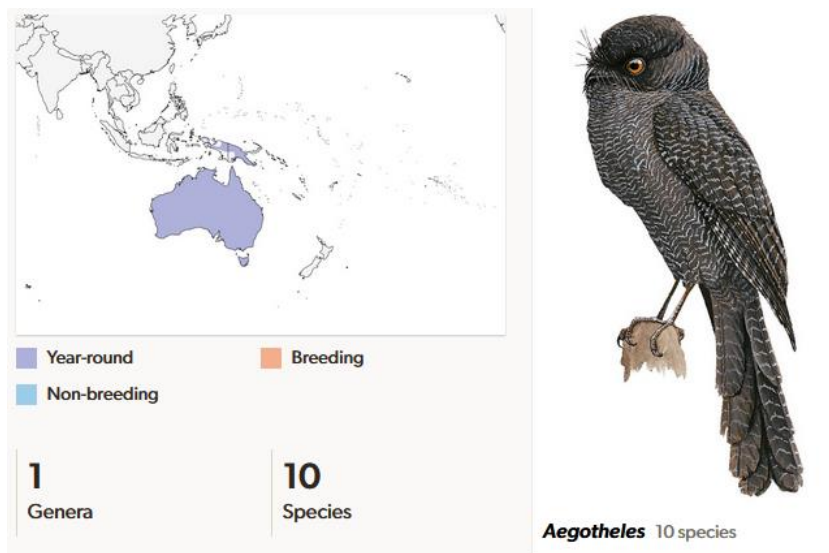 Year-round
Breeding
Non-breeding
1
Genera
10
Species
Aegotheles 10 species